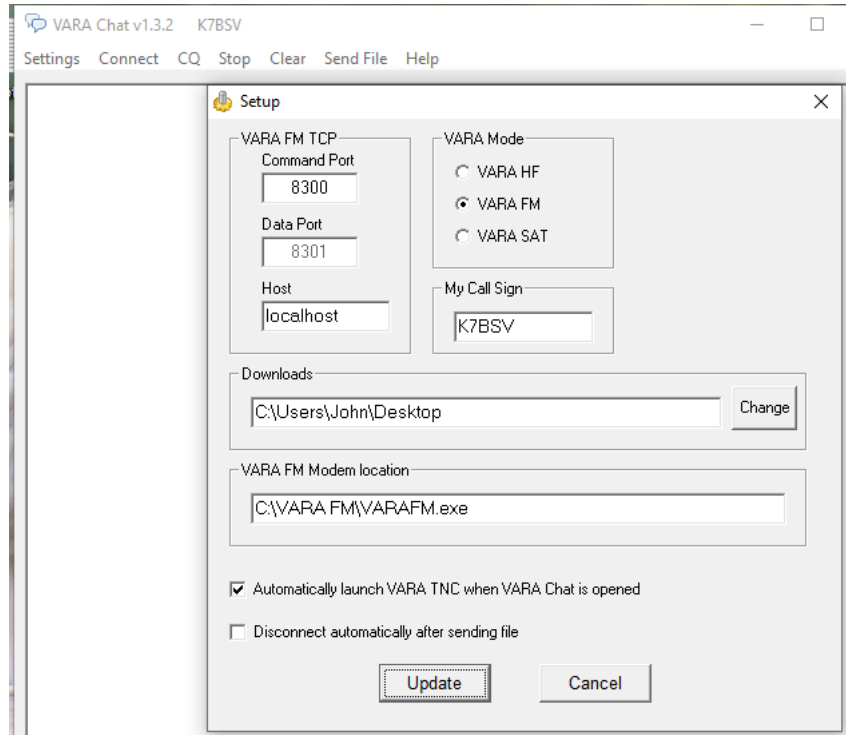 VARA Chat v1.3.2 K7BSV
Settings Connect CQ Stop Clear Send File Help
Setup
VARA FM TCP
Command Port
8300
Data Port
8301
Host
localhost
VARA Mode
VARA HF
VARA FM
VARA SAT
My Call Sign
K7BSV
Downloads
C:\Users\John\Desktop
Change
VARA FM Modem location
C:\VARA FM\VARAFM.exe
Automatically launch VARA TNC when VARA Chat is opened
Disconnect automatically after sending file
Update Cancel